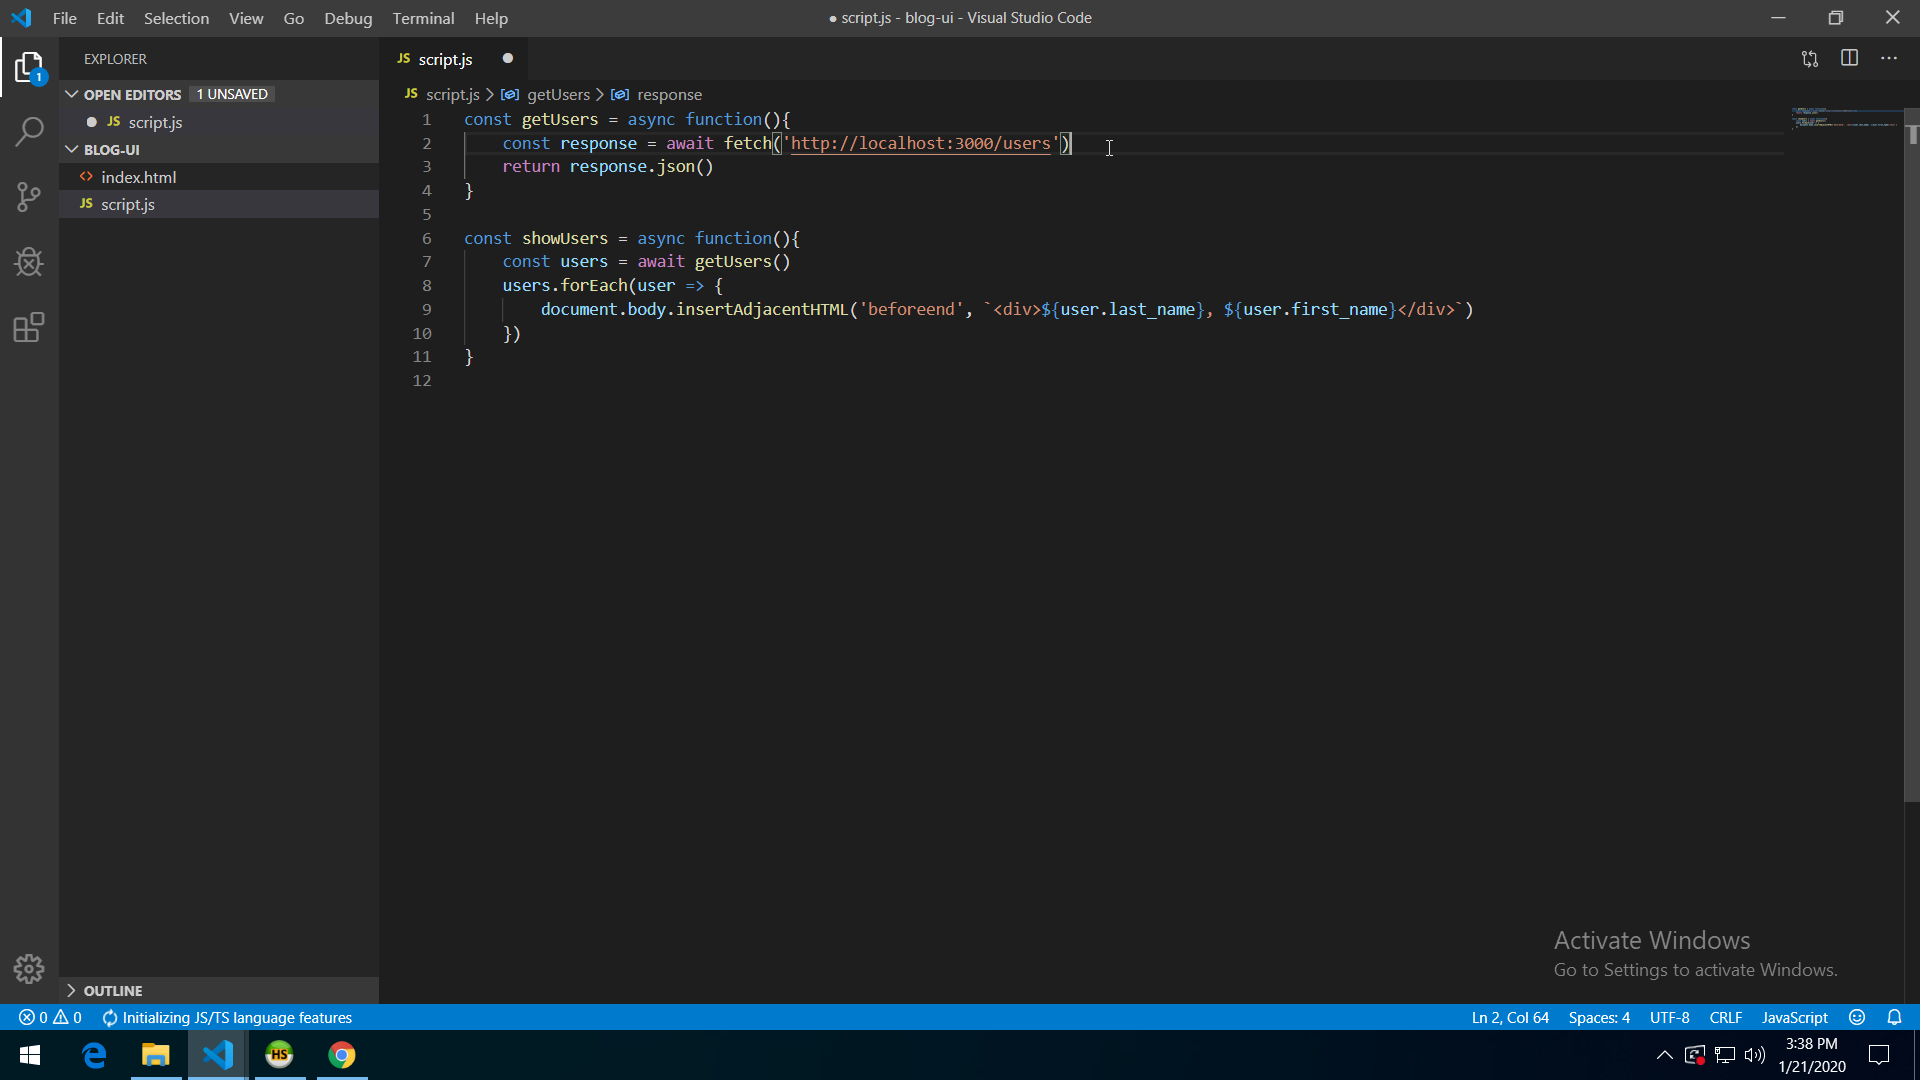 File Edit Selection View Go Debug Terminal Help
● script.js - blog-ui - Visual Studio Code
EXPLORER
OPEN EDITORS 1 UNSAVED
JS script.js
BLOG-UI
<> index.html
JS script.js
OUTLINE
JS script.js
JS script.js > getUsers > response
1 const getUsers = async function(){
2 const response = await fetch('http://localhost:3000/users')
3 return response.json()
4 }
5
6 const showUsers = async function(){
7 const users = await getUsers()
8 users.forEach(user => {
9 document.body.insertAdjacentHTML('beforeend', `<div>${user.last_name}, ${user.first_name}</div>`)
10 })
11 }
12
Activate Windows
Go to Settings to activate Windows.
0 0 Initializing JS/TS language features
Ln 2, Col 64 Spaces: 4 UTF-8 CRLF JavaScript
1
HS
3:38 PM
1/21/2020